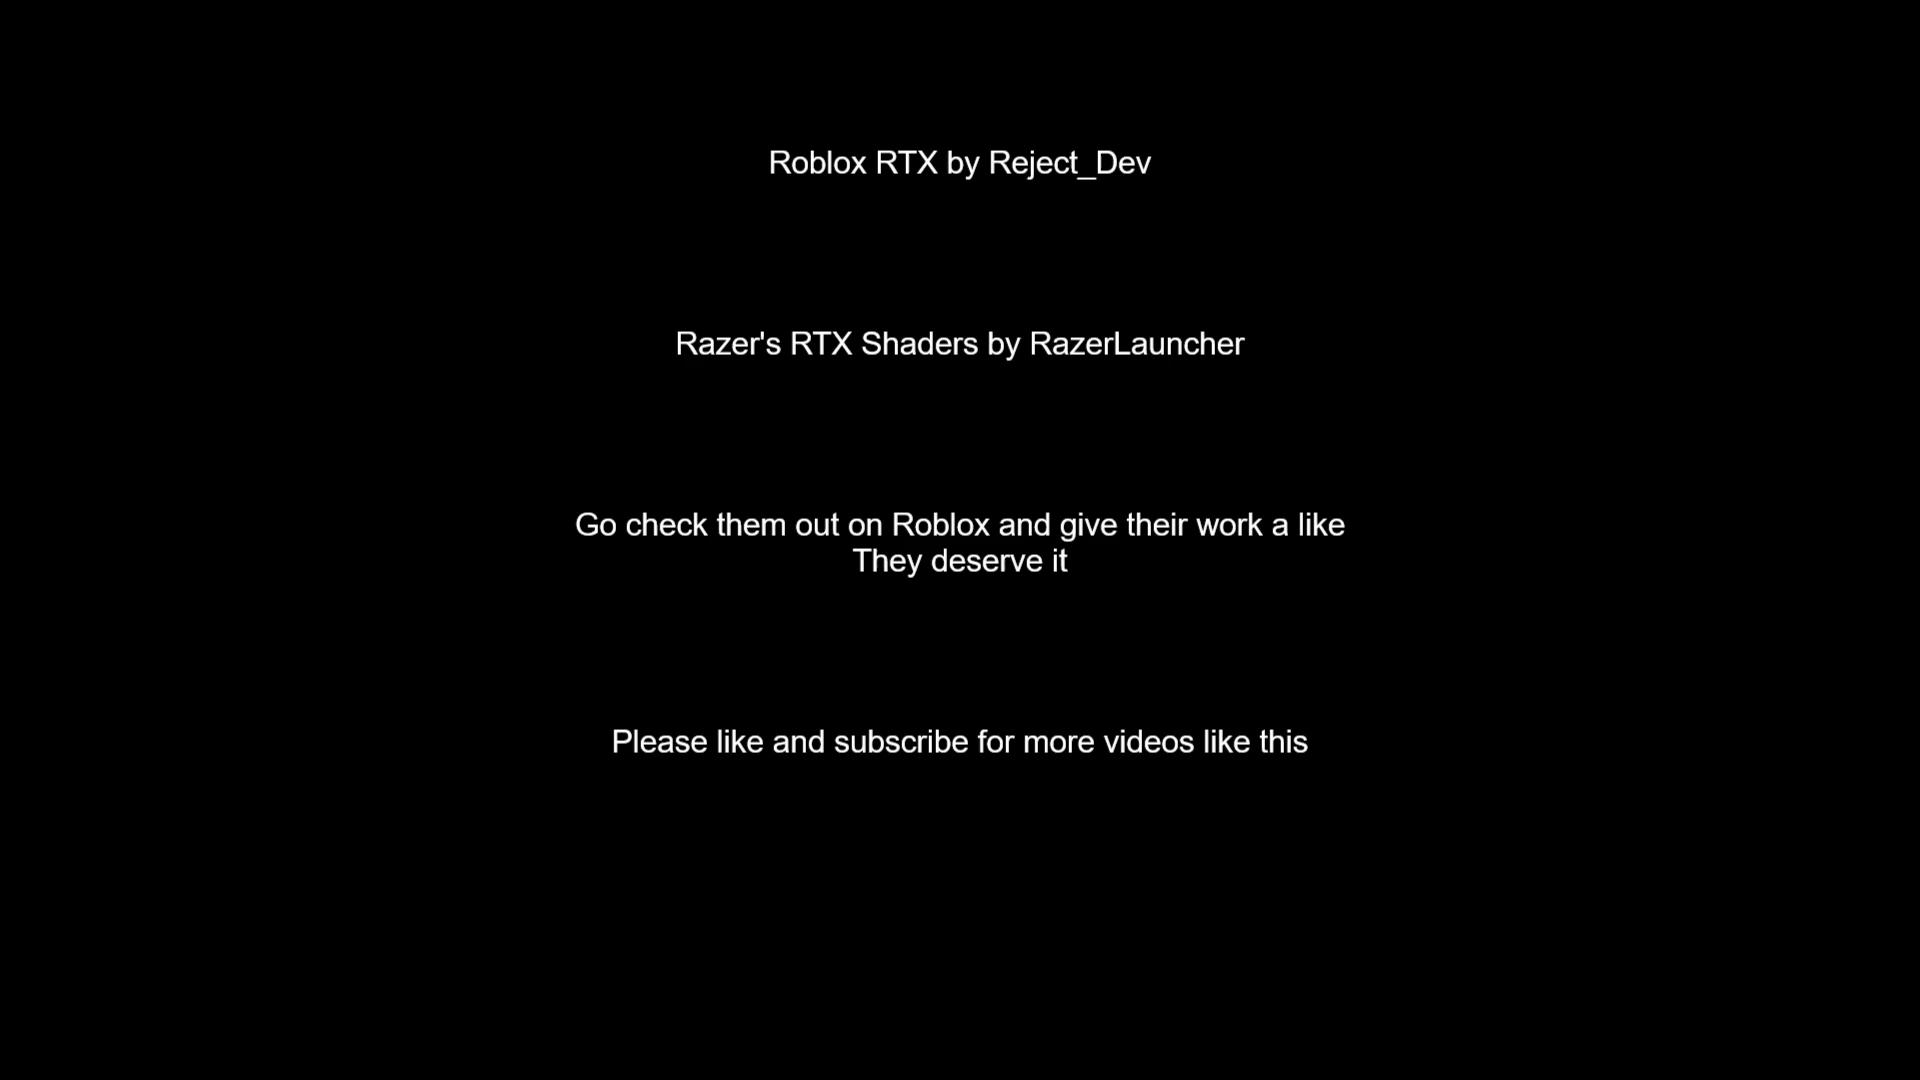 Roblox RTX by Reject_Dev
Razer's RTX Shaders by RazerLauncher
Go check them out on Roblox and give their work a like
They deserve it
Please like and subscribe for more videos like this